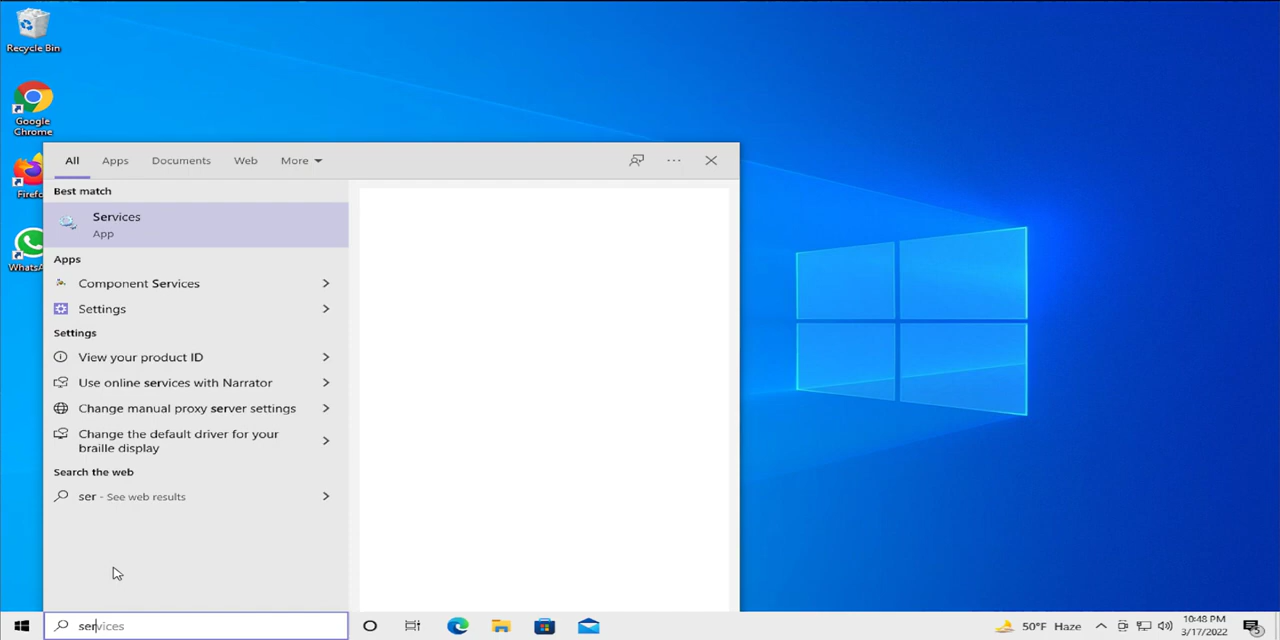 Recycle Bin
Google
Chrome
Firefo
WhatsA
All Apps Documents Web More
Best match
Services
App
Apps
Component Services
Settings
Settings
View your product ID
Use online services with Narrator
Change manual proxy server settings
Change the default driver for your
braille display
Search the web
ser - See web results
services
50°F Haze
10:48 PM
3/17/2022